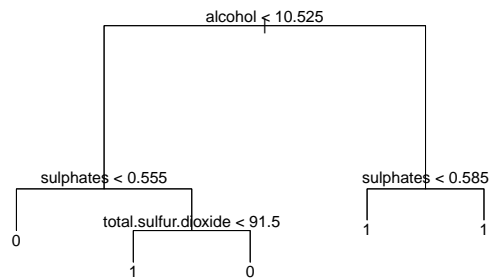 alcohol < 10.525
sulphates < 0.555
sulphates < 0.585
total.sulfur.dioxide < 91.5
0
1
0
1
1